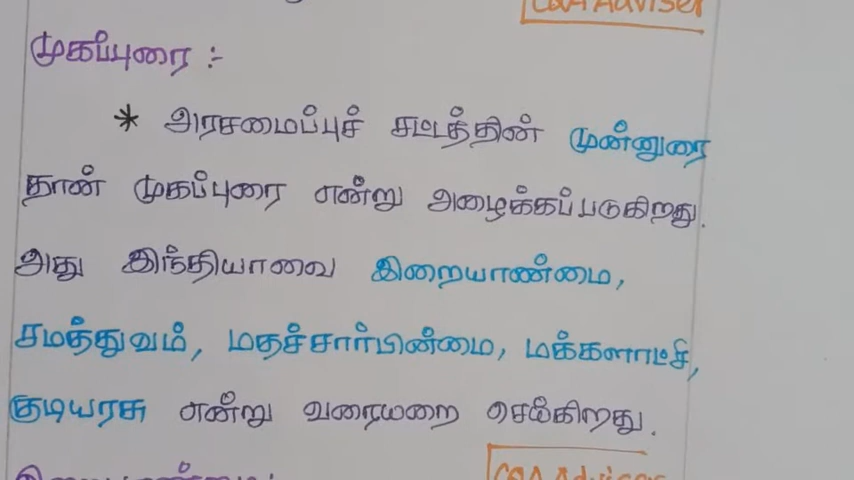 Q&A Adviser
முகப்புரை :-
* அரசமைப்புச் சட்டத்தின் முன்னுரை
தான் முகப்புரை என்று அழைக்கப்படுகிறது.
அது இந்தியாவை இறையாண்மை,
சமத்துவம், மதச்சார்பின்மை, மக்களாட்சி,
குடியரசு என்று வரையறை செய்கிறது.